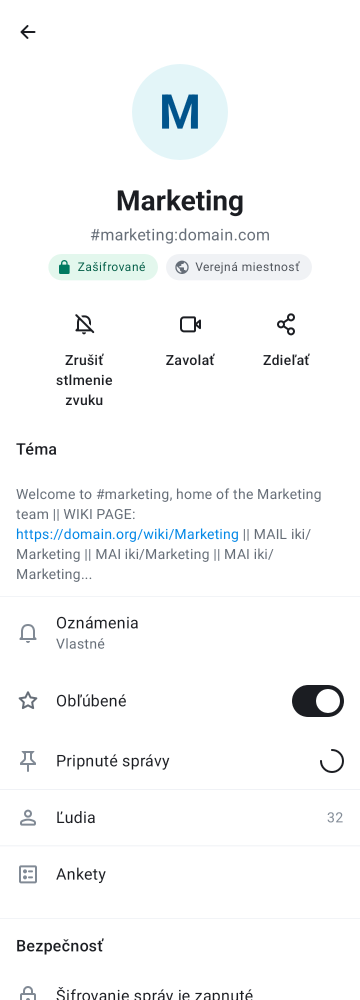 M
Marketing
#marketing:domain.com
Zašifrované
Verejná miestnosť
Zrušiť
stlmenie
zvuku
Zavolať
Zdieľať
Téma
Welcome to #marketing, home of the Marketing
team || WIKI PAGE:
https://domain.org/wiki/Marketing || MAIL iki/
Marketing || MAI iki/Marketing || MAI iki/
Marketing...
Oznámenia
Vlastné
Obľúbené
Pripnuté správy
Ľudia
32
Ankety
Bezpečnosť
Šifrovanie správ je zapnuté